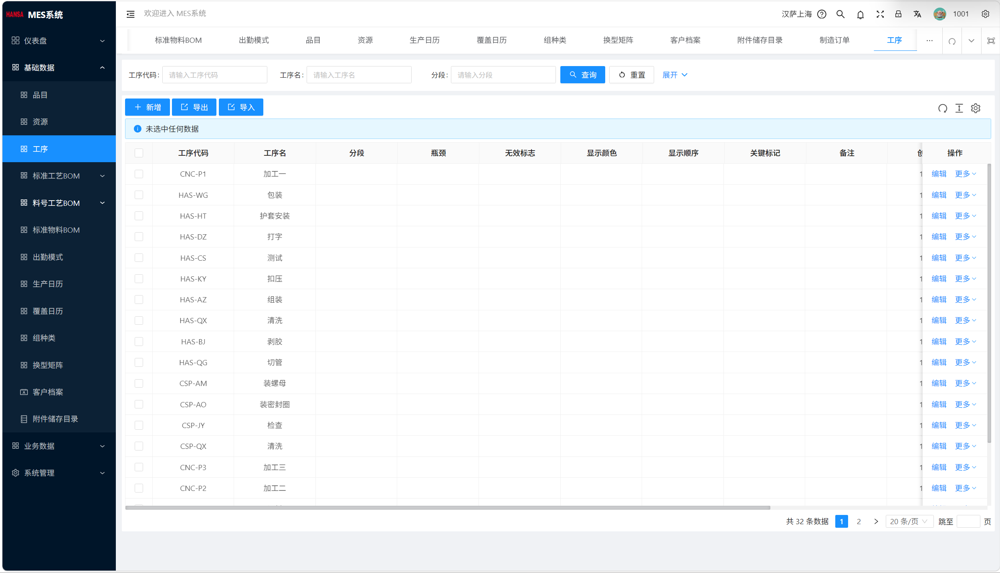 HANSA MES系统
欢迎进入 MES系统
汉萨上海
1001
仪表盘
基础数据
品目
资源
工序
标准工艺BOM
料号工艺BOM
标准物料BOM
出勤模式
生产日历
覆盖日历
组种类
换型矩阵
客户档案
附件储存目录
业务数据
系统管理
标准物料BOM 出勤模式 品目 资源 生产日历 覆盖日历 组种类 换型矩阵 客户档案 附件储存目录 制造订单 工序 ···
工序代码: 请输入工序代码 工序名: 请输入工序名 分段: 请输入分段 查询 重置 展开
新增 导出 导入
未选中任何数据
工序代码 工序名 分段 瓶颈 无效标志 显示颜色 显示顺序 关键标记 备注 操作
CNC-P1 加工一 1 编辑 更多
HAS-WG 包装 1 编辑 更多
HAS-HT 护套安装 1 编辑 更多
HAS-DZ 打字 1 编辑 更多
HAS-CS 测试 1 编辑 更多
HAS-KY 扣压 1 编辑 更多
HAS-AZ 组装 1 编辑 更多
HAS-QX 清洗 1 编辑 更多
HAS-BJ 剥胶 1 编辑 更多
HAS-QG 切管 1 编辑 更多
CSP-AM 装螺母 1 编辑 更多
CSP-AO 装密封圈 1 编辑 更多
CSP-JY 检查 1 编辑 更多
CSP-QX 清洗 1 编辑 更多
CNC-P3 加工三 1 编辑 更多
CNC-P2 加工二 1 编辑 更多
共 32 条数据 1 2 20 条/页 跳至 页